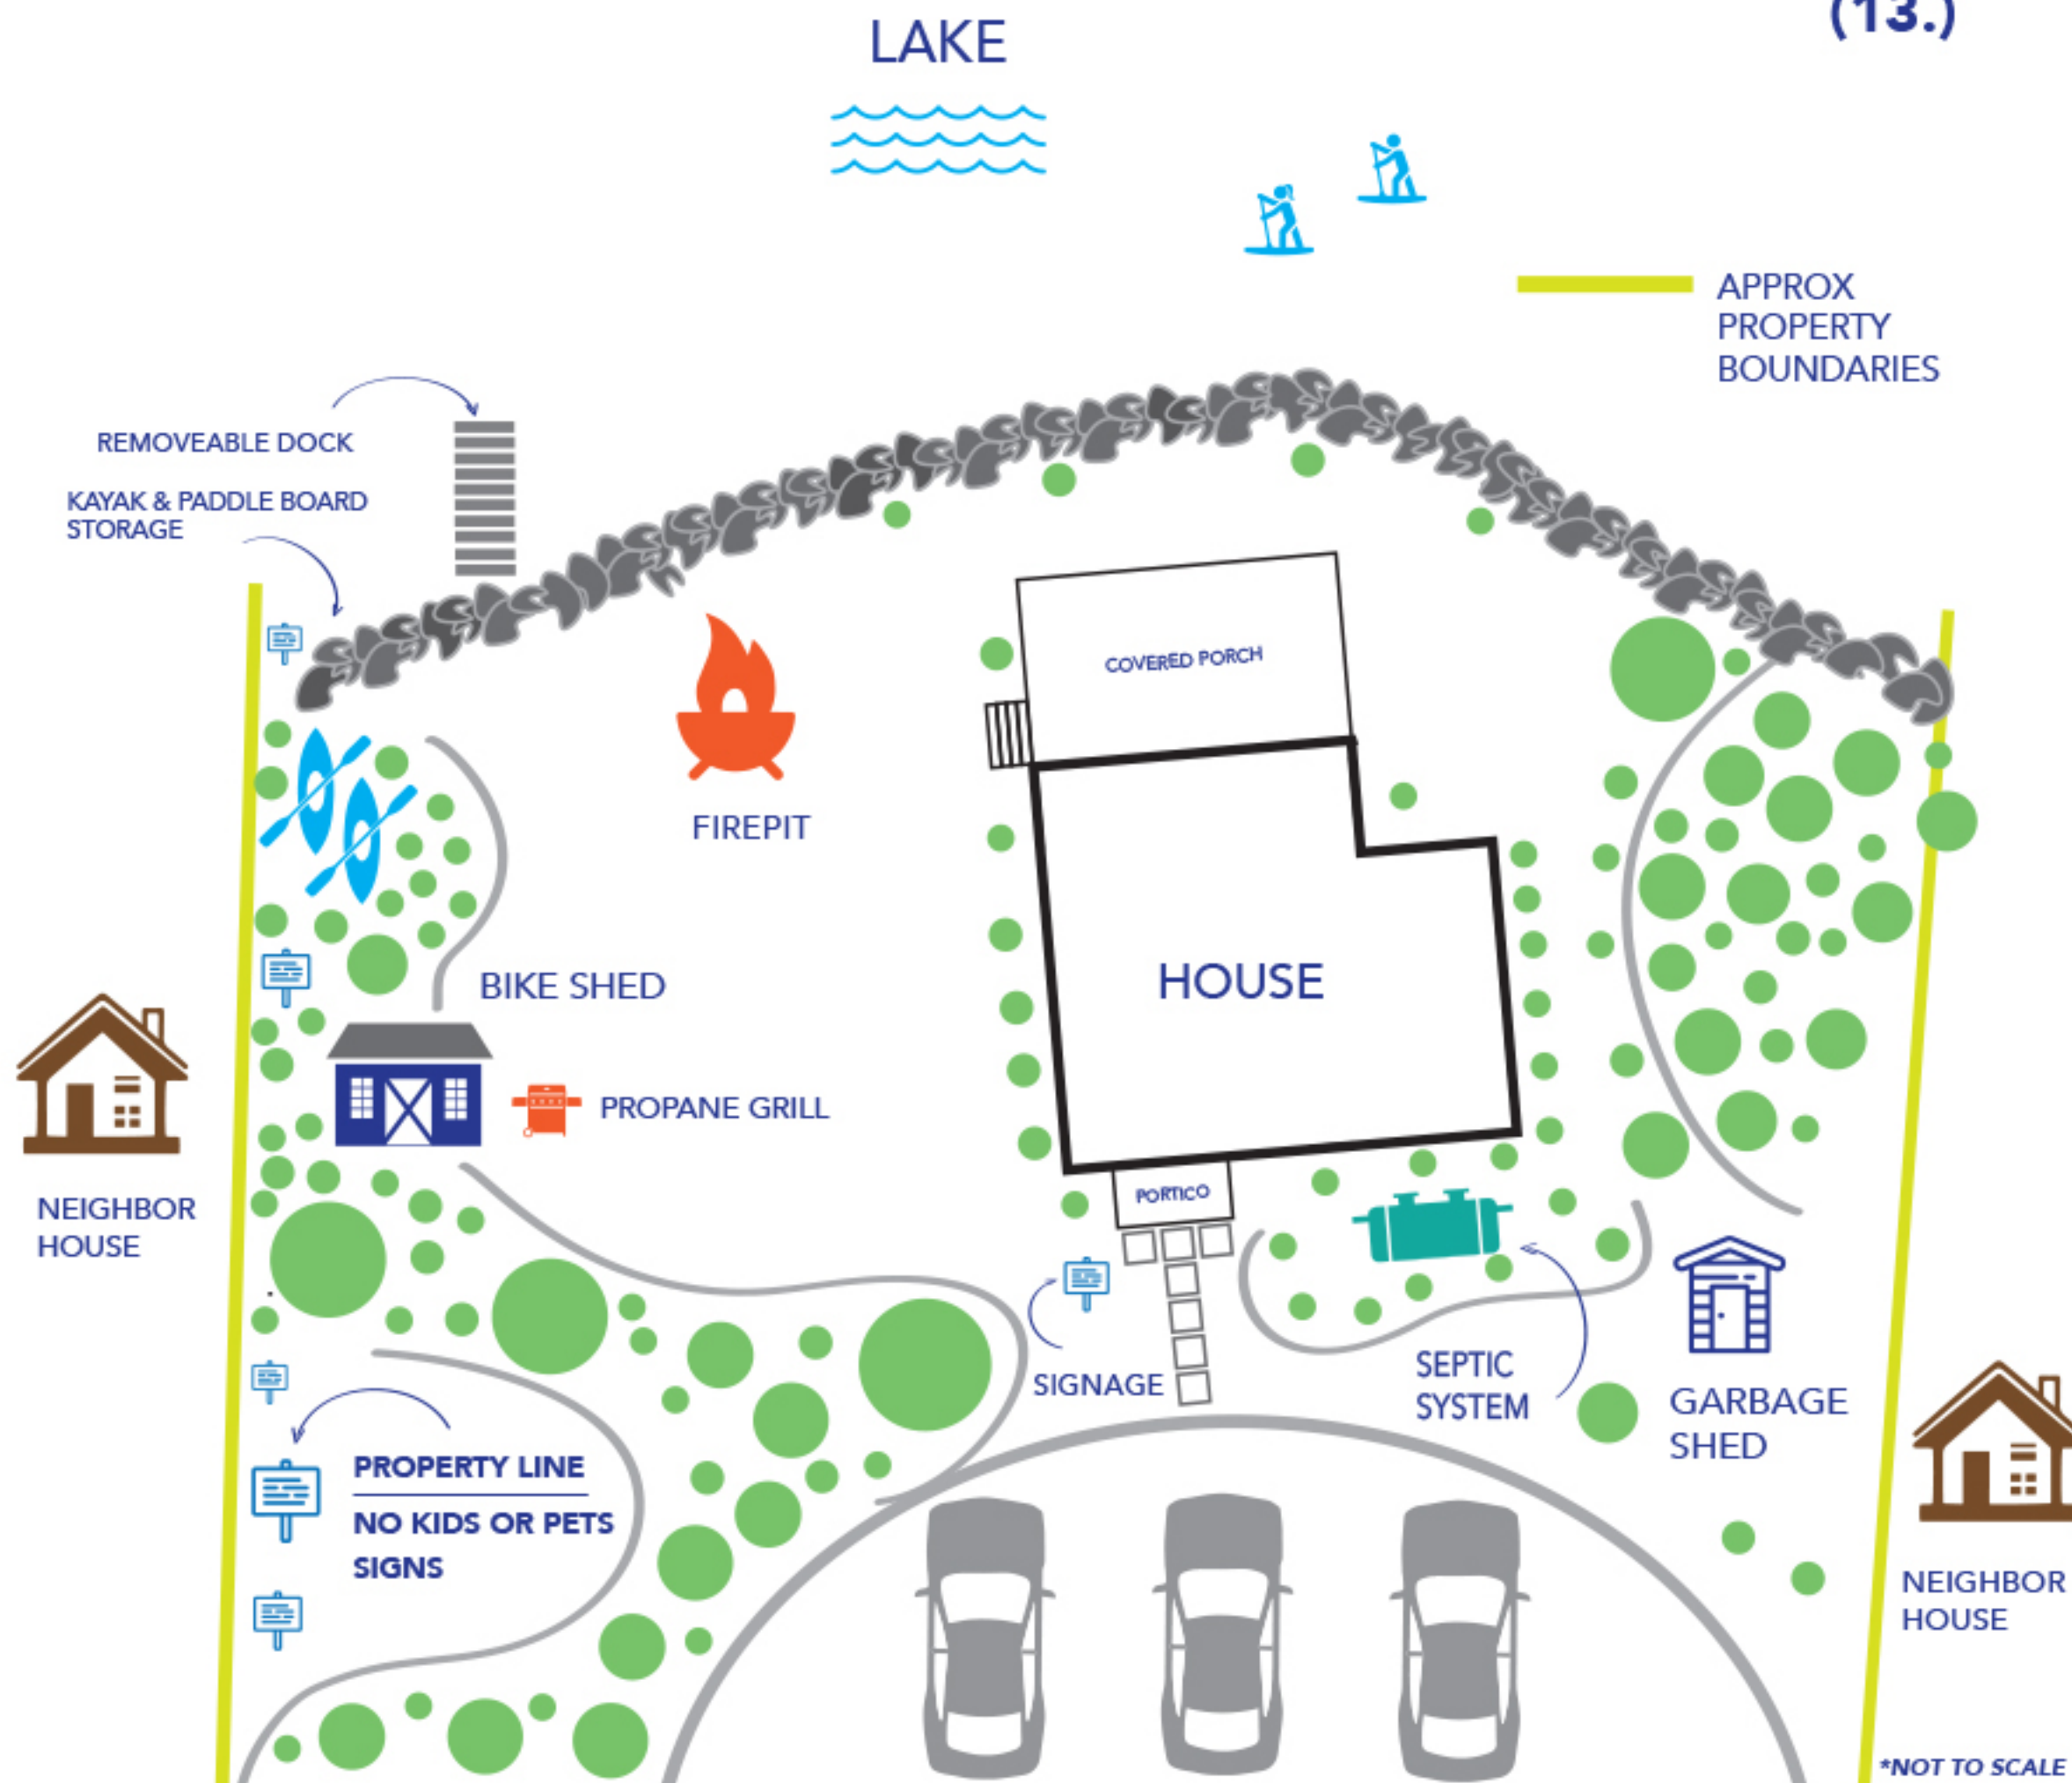 (13.)
LAKE
APPROX
PROPERTY
BOUNDARIES
REMOVEABLE DOCK
KAYAK & PADDLE BOARD
STORAGE
COVERED PORCH
FIREPIT
BIKE SHED
HOUSE
PROPANE GRILL
NEIGHBOR
HOUSE
PORTICO
SIGNAGE
SEPTIC
SYSTEM
GARBAGE
SHED
PROPERTY LINE
NO KIDS OR PETS
SIGNS
NEIGHBOR
HOUSE
*NOT TO SCALE